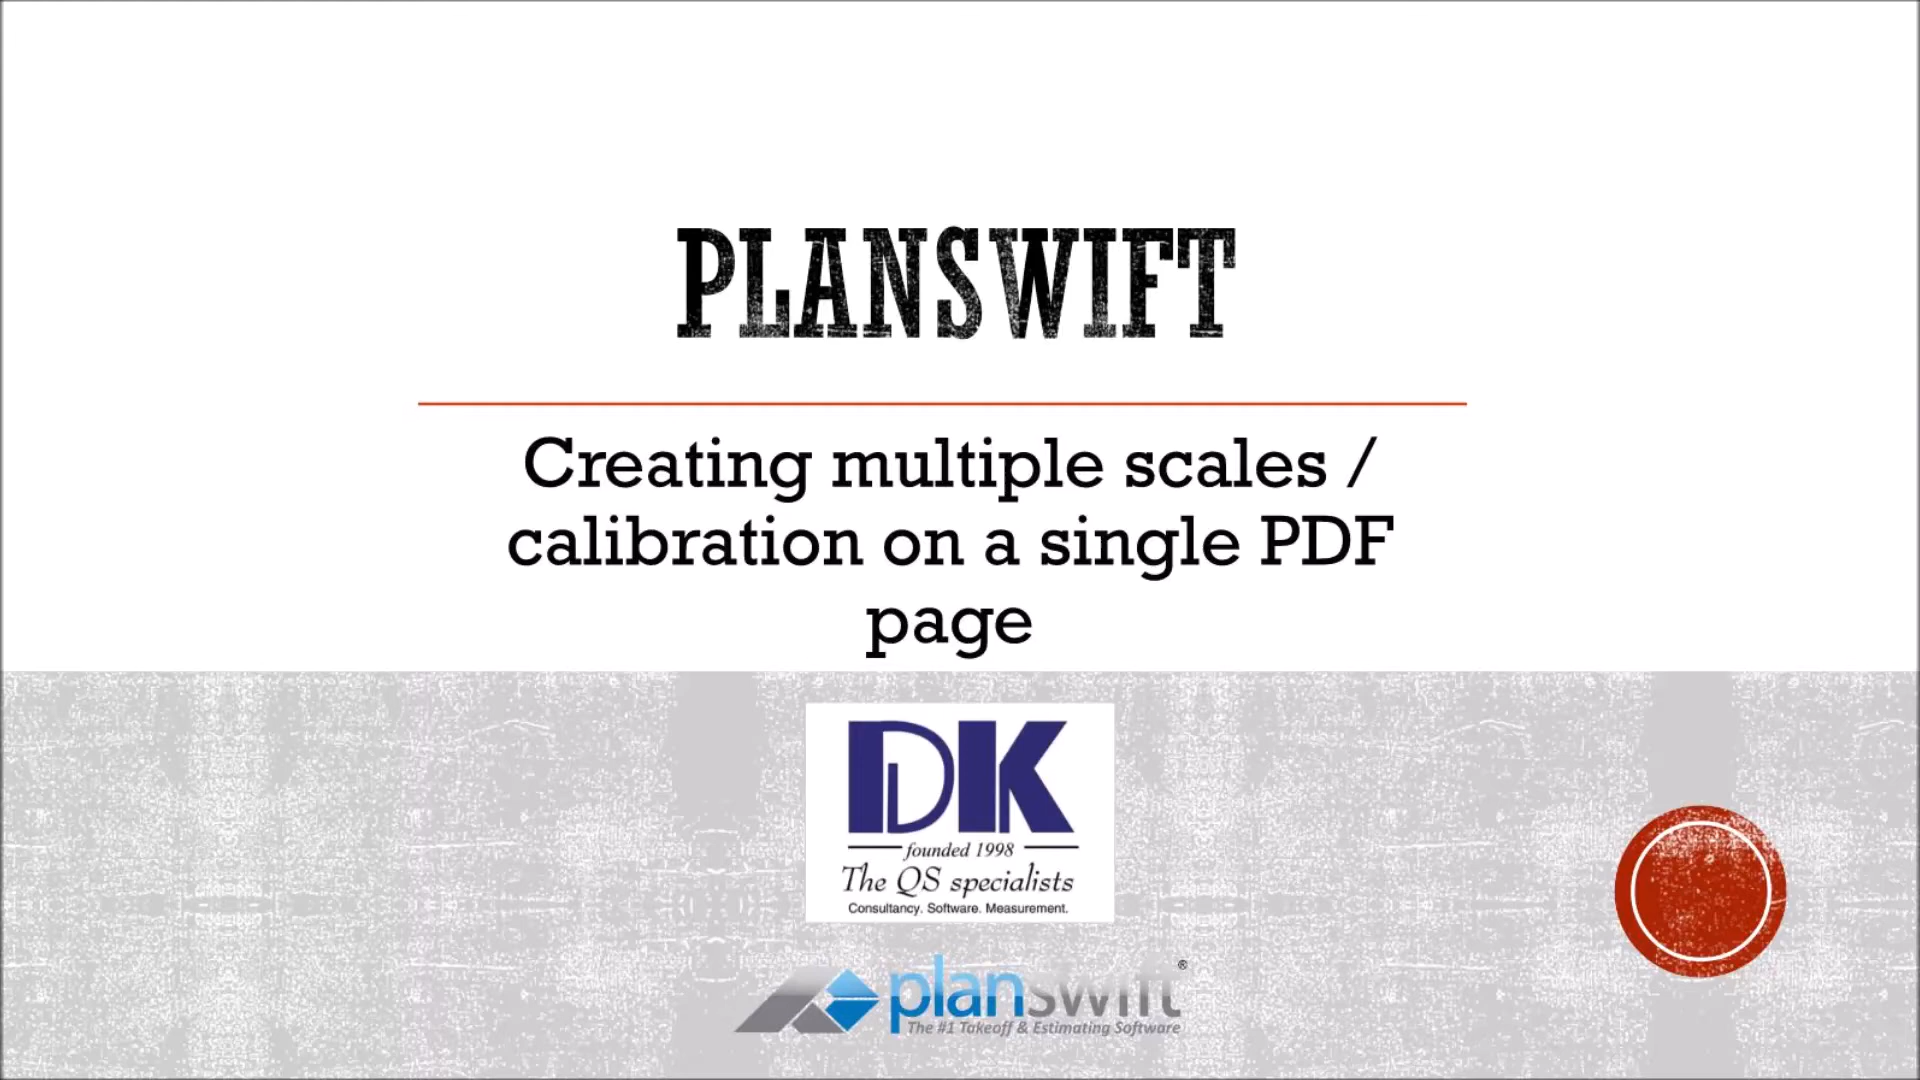 PLANSWIFT
Creating multiple scales /
calibration on a single PDF
page
DK
founded 1998
The QS specialists
Consultancy. Software. Measurement.
planswift®
The #1 Takeoff & Estimating Software